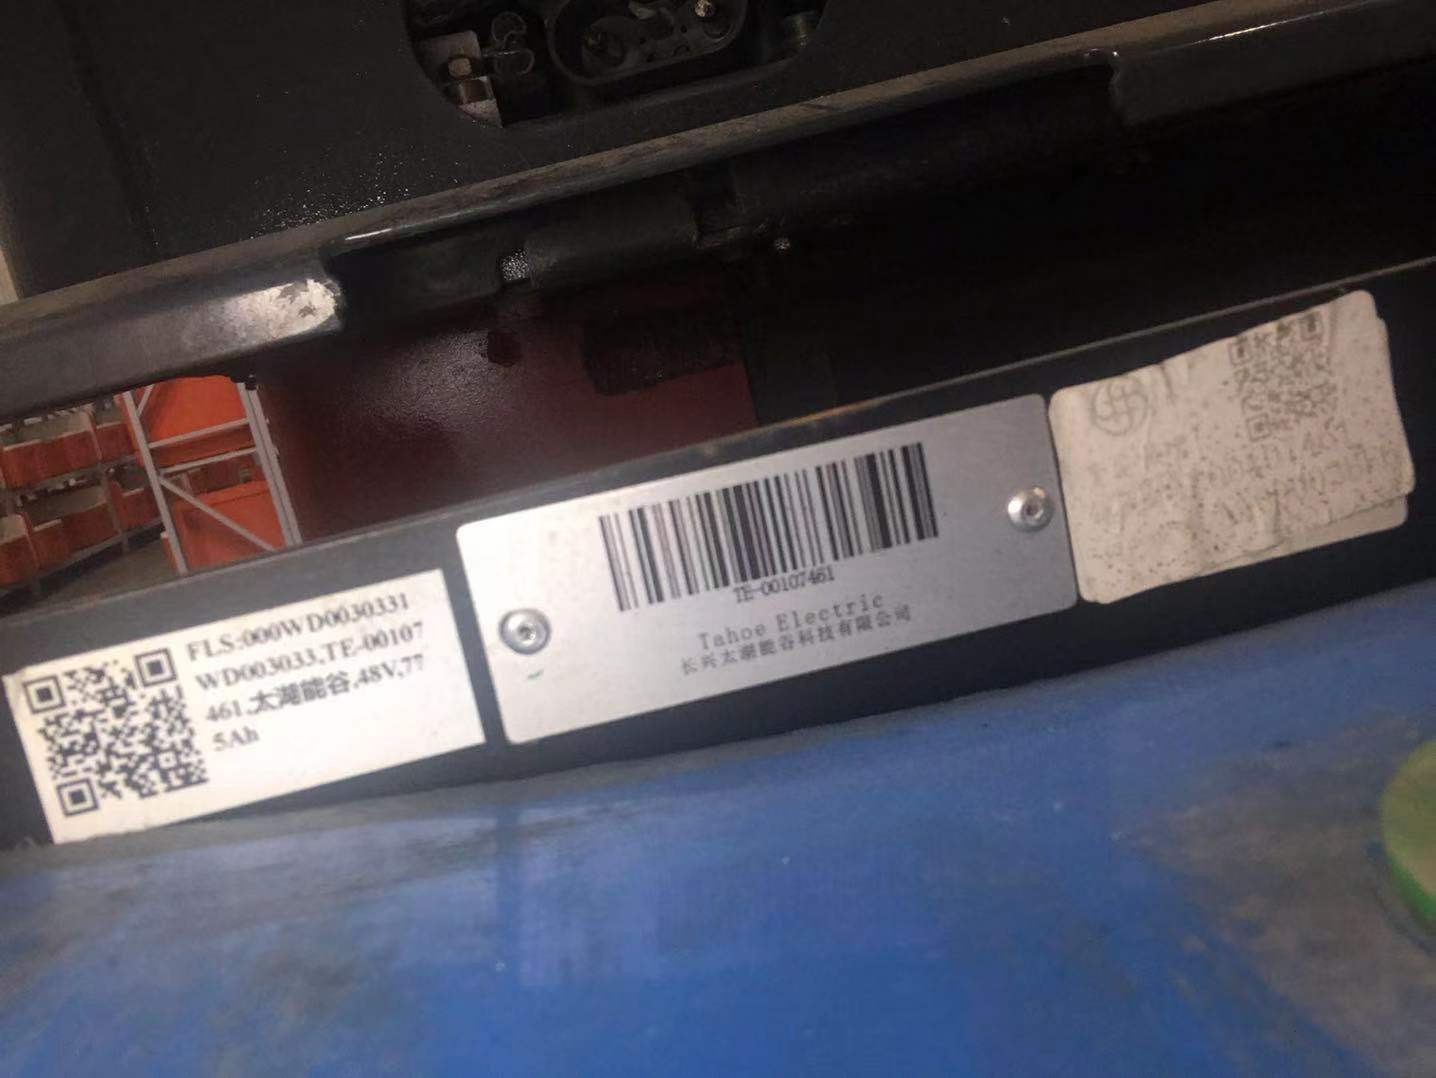 FLS:000WD0030331
WD003033,TE-00107
461,太湖能谷,48V,77
5Ah
TE-00107461
Tahoe Electric
长兴太湖能谷科技有限公司